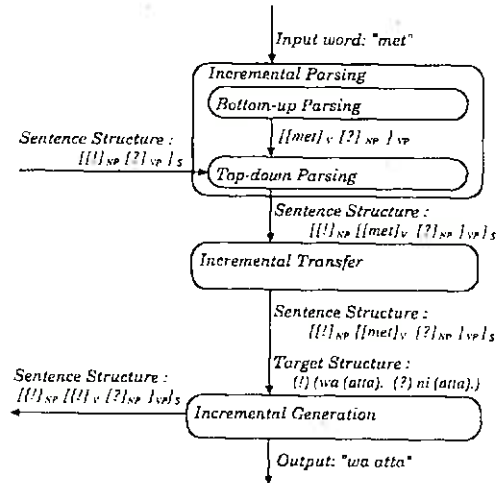 Input word: "met"
Incremental Parsing
Bottom-up Parsing
[[met]V [?]NP ]VP
Sentence Structure :
[[!]NP [?]VP ]S
Top-down Parsing
Sentence Structure :
[[!]NP [[met]V [?]NP ]VP]S
Incremental Transfer
Sentence Structure :
[[!]NP [[met]V [?]NP ]VP]S
Target Structure :
(!) (wa (atta). (?) ni (atta).)
Sentence Structure :
[[!]NP [[!]V [?]NP ]VP]S
Incremental Generation
Output: "wa atta"